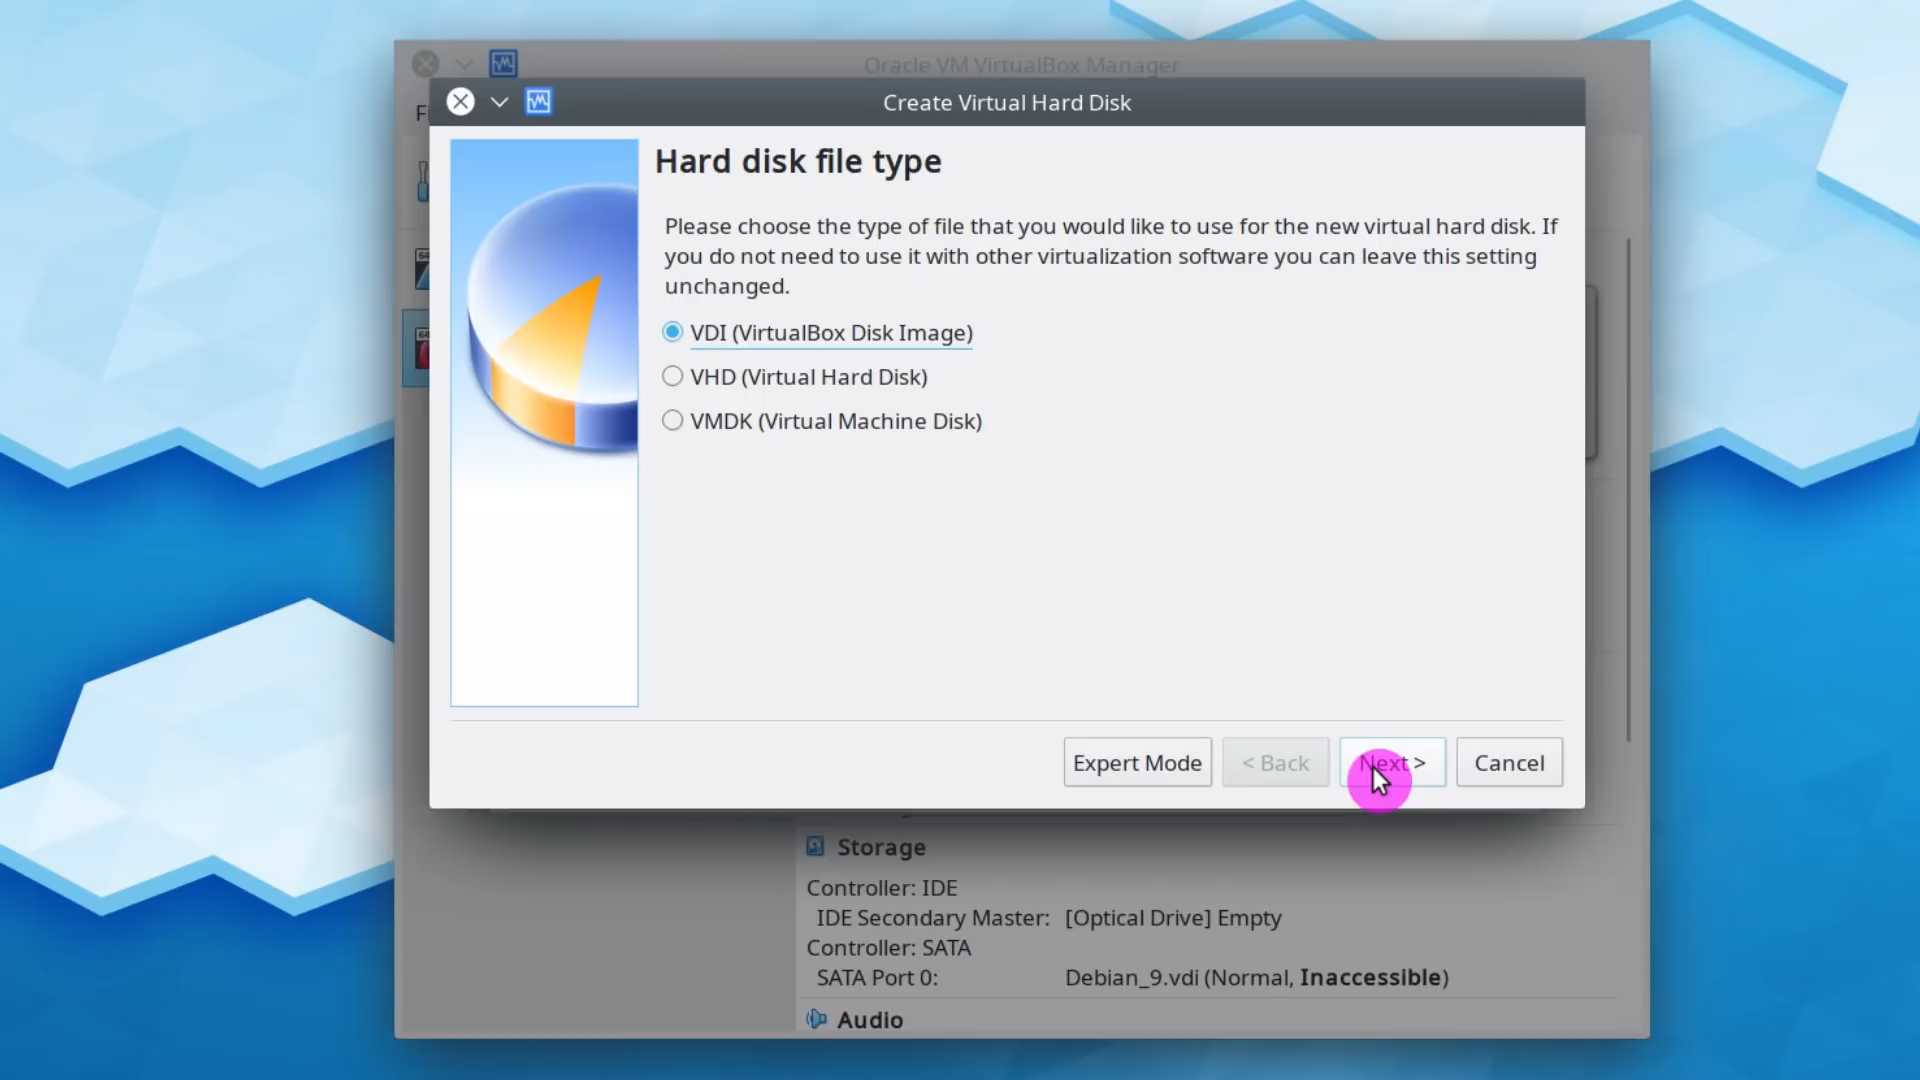 Oracle VM VirtualBox Manager
Create Virtual Hard Disk
Hard disk file type
Please choose the type of file that you would like to use for the new virtual hard disk. If
you do not need to use it with other virtualization software you can leave this setting
unchanged.
VDI (VirtualBox Disk Image)
VHD (Virtual Hard Disk)
VMDK (Virtual Machine Disk)
Expert Mode
< Back
Next >
Cancel
Storage
Controller: IDE
IDE Secondary Master: [Optical Drive] Empty
Controller: SATA
SATA Port 0: Debian_9.vdi (Normal, Inaccessible)
Audio